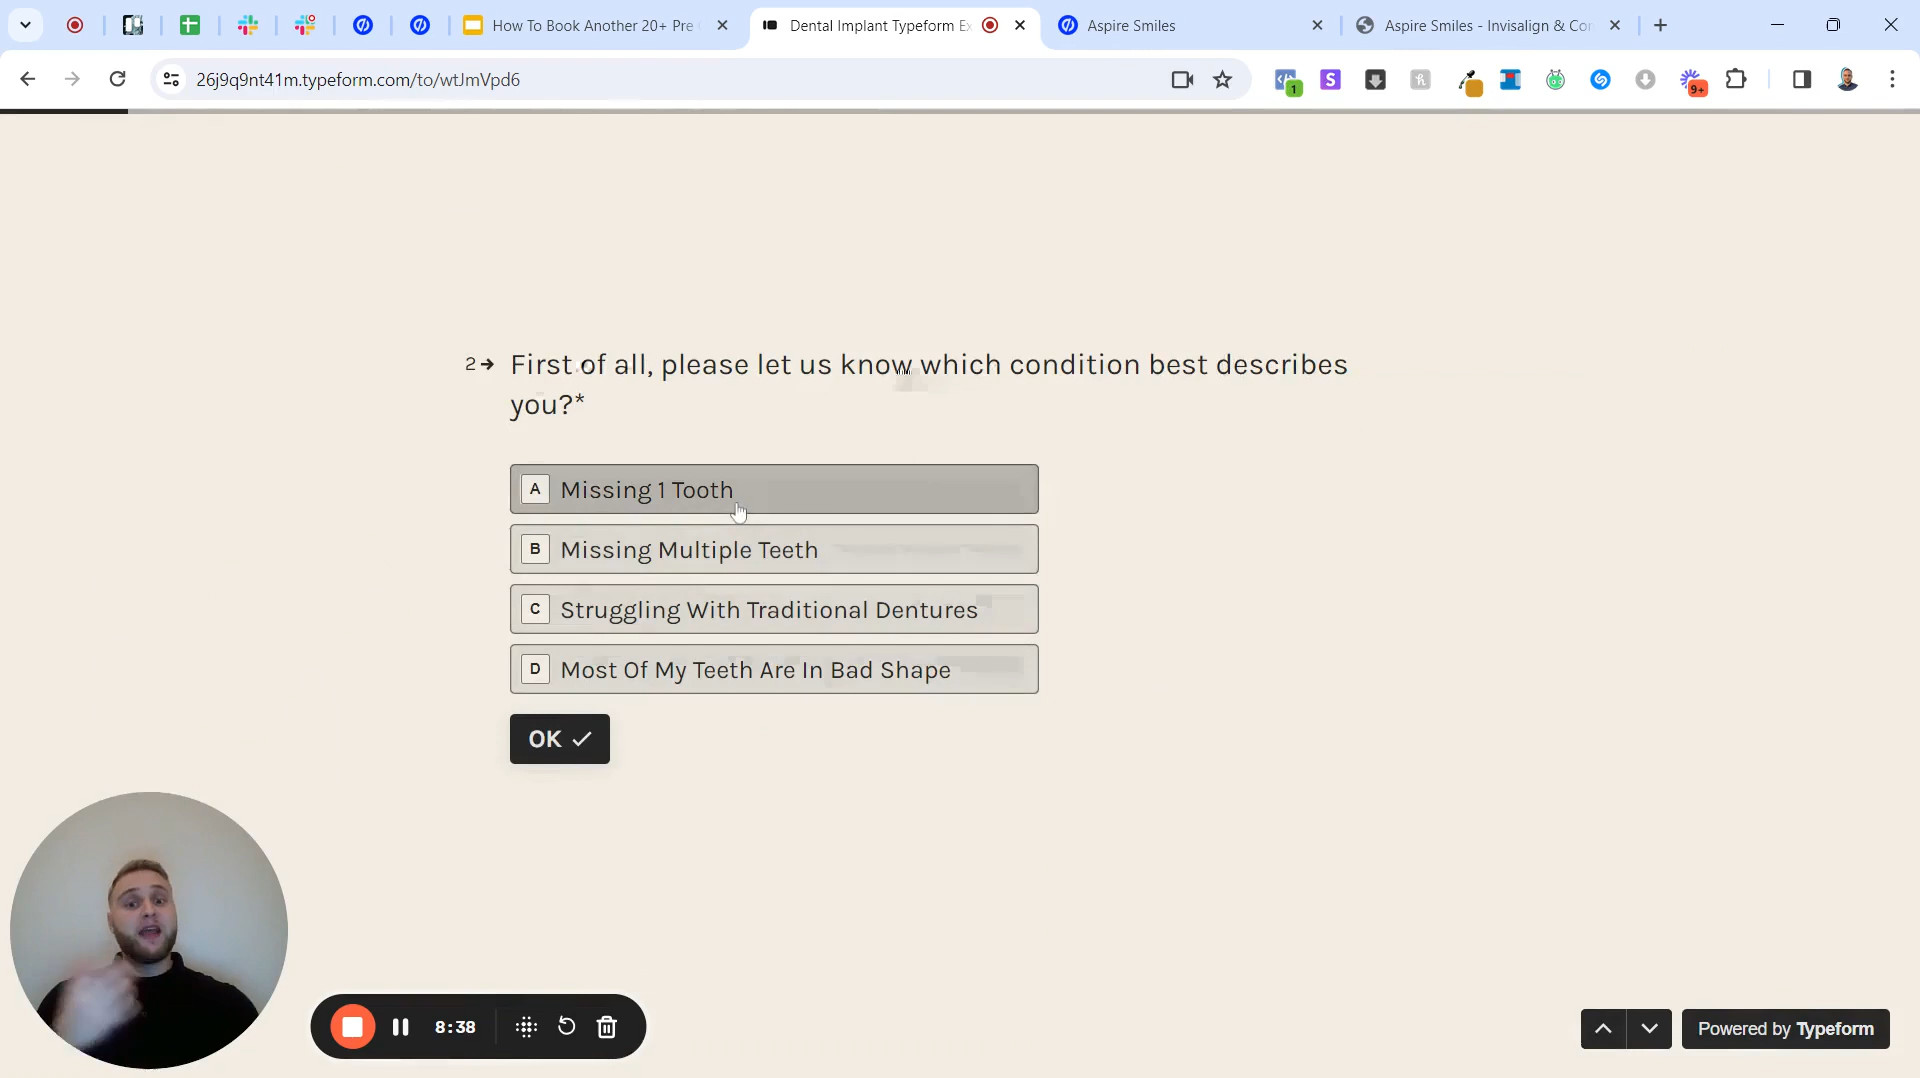 How To Book Another 20+ Pre
Dental Implant Typeform Ex
Aspire Smiles
Aspire Smiles - Invisalign & Cor
26j9q9nt41m.typeform.com/to/wtJmVpd6
1
S
9+
2 First of all, please let us know which condition best describes
you?*
A Missing 1 Tooth
B Missing Multiple Teeth
C Struggling With Traditional Dentures
D Most Of My Teeth Are In Bad Shape
OK
8:38
Powered by Typeform